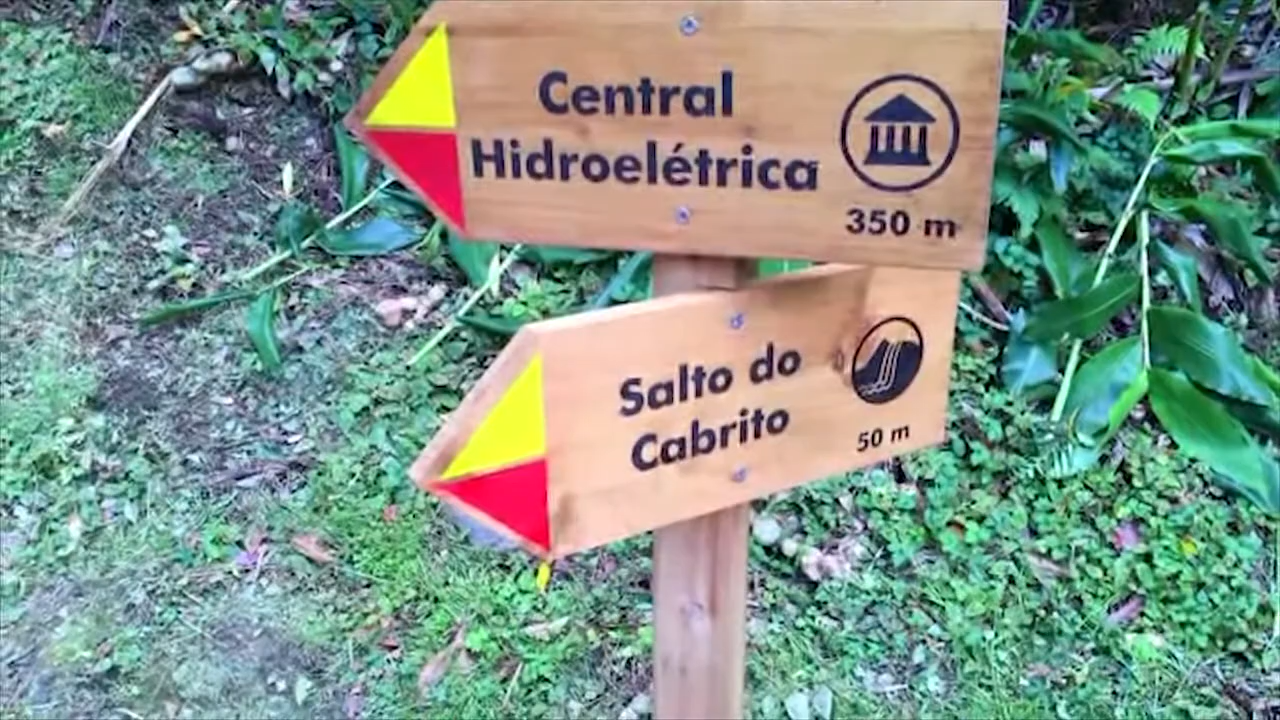 Central
Hidroelétrica
350 m
Salto do
Cabrito
50 m